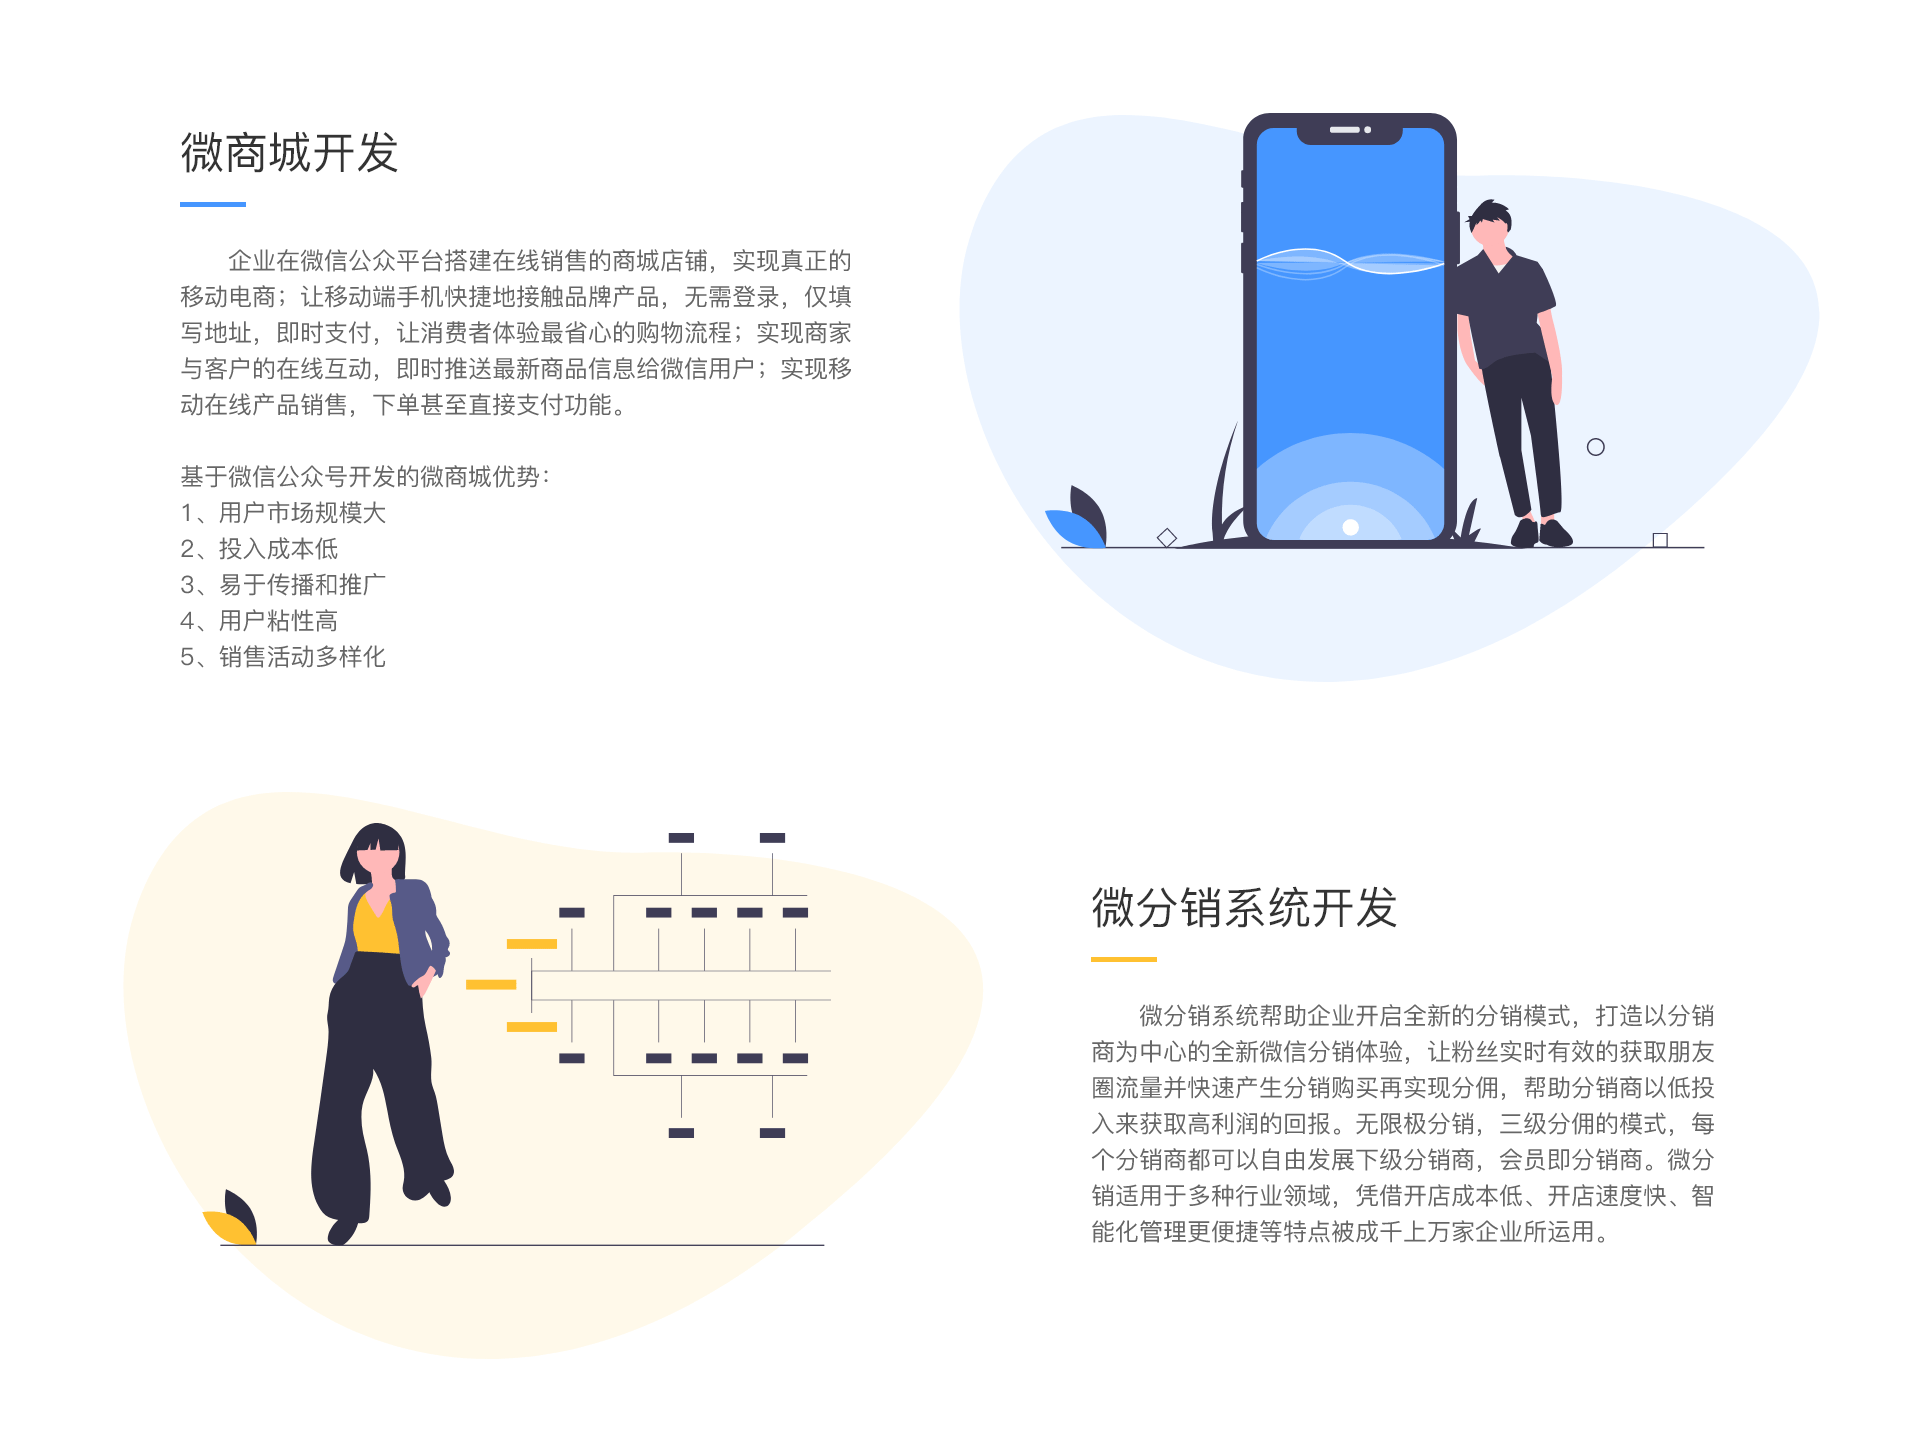 微商城开发
企业在微信公众平台搭建在线销售的商城店铺，实现真正的
移动电商；让移动端手机快捷地接触品牌产品，无需登录，仅填
写地址，即时支付，让消费者体验最省心的购物流程；实现商家
与客户的在线互动，即时推送最新商品信息给微信用户；实现移
动在线产品销售，下单甚至直接支付功能。
基于微信公众号开发的微商城优势：
1、用户市场规模大
2、投入成本低
3、易于传播和推广
4、用户粘性高
5、销售活动多样化
微分销系统开发
微分销系统帮助企业开启全新的分销模式，打造以分销
商为中心的全新微信分销体验，让粉丝实时有效的获取朋友
圈流量并快速产生分销购买再实现分佣，帮助分销商以低投
入来获取高利润的回报。无限极分销，三级分佣的模式，每
个分销商都可以自由发展下级分销商，会员即分销商。微分
销适用于多种行业领域，凭借开店成本低、开店速度快、智
能化管理更便捷等特点被成千上万家企业所运用。